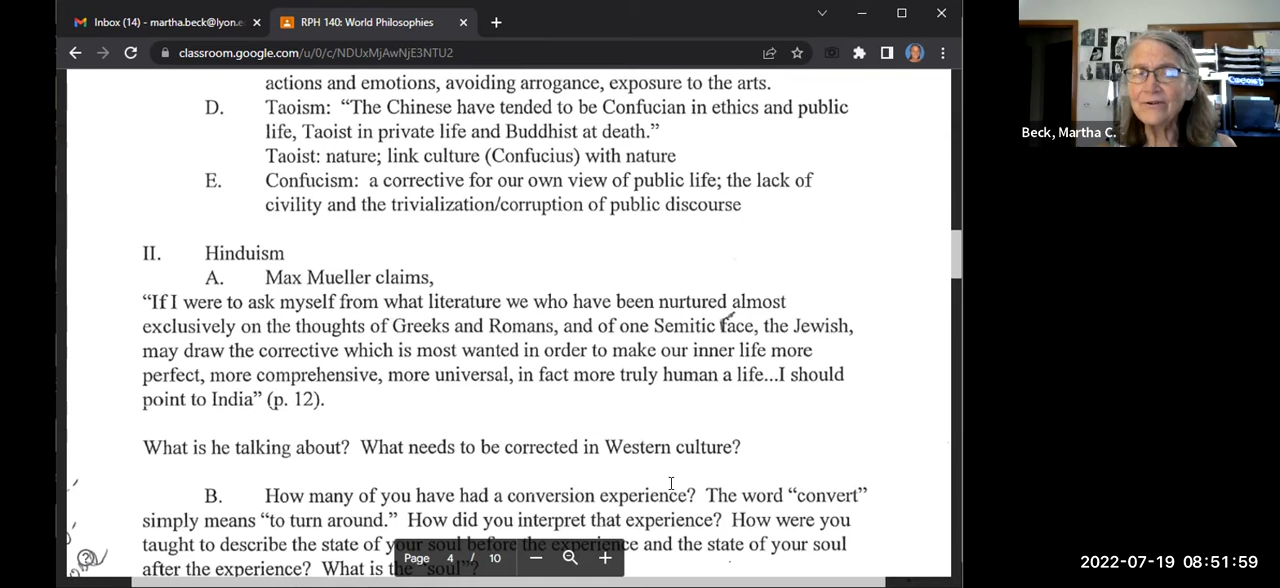 Inbox (14) - martha.beck@lyon.e
RPH 140: World Philosophies
classroom.google.com/u/0/c/NDUxMjAwNjE3NTU2
actions and emotions, avoiding arrogance, exposure to the arts.
D. Taoism: “The Chinese have tended to be Confucian in ethics and public
life, Taoist in private life and Buddhist at death.”
Taoist: nature; link culture (Confucius) with nature
E. Confucism: a corrective for our own view of public life; the lack of
civility and the trivialization/corruption of public discourse
II. Hinduism
A. Max Mueller claims,
“If I were to ask myself from what literature we who have been nurtured almost
exclusively on the thoughts of Greeks and Romans, and of one Semitic face, the Jewish,
may draw the corrective which is most wanted in order to make our inner life more
perfect, more comprehensive, more universal, in fact more truly human a life...I should
point to India” (p. 12).
What is he talking about? What needs to be corrected in Western culture?
B. How many of you have had a conversion experience? The word “convert”
simply means “to turn around.” How did you interpret that experience? How were you
taught to describe the state of your soul before the experience and the state of your soul
after the experience? What is the “soul”?
Page 4 / 10
Beck, Martha C.
2022-07-19 08:51:59